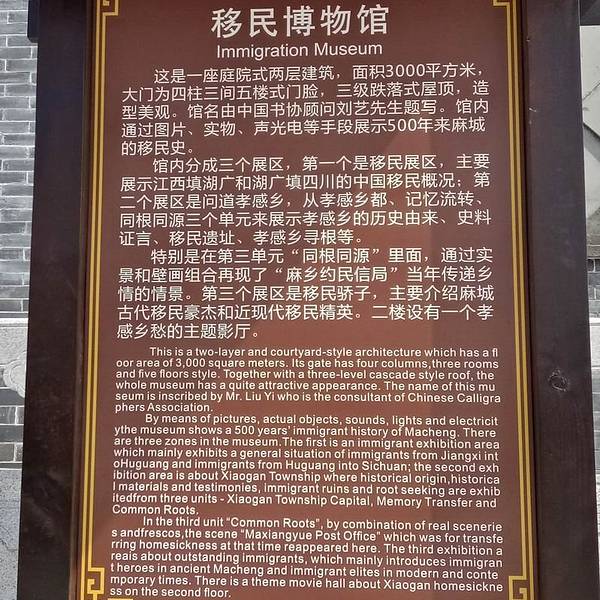 移民博物馆
Immigration Museum
这是一座庭院式两层建筑，面积3000平方米，
大门为四柱三间五楼式门脸，三级跌落式屋顶，造
型美观。馆名由中国书协顾问刘艺先生题写。馆内
通过图片、实物、声光电等手段展示500年来麻城
的移民史。
馆内分成三个展区，第一个是移民展区，主要
展示江西填湖广和湖广填四川的中国移民概况；第
二个展区是问道孝感乡，从孝感乡都、记忆流转、
同根同源三个单元来展示孝感乡的历史由来、史料
证言、移民遗址、孝感乡寻根等。
特别是在第三单元“同根同源”里面，通过实
景和壁画组合再现了“麻乡约民信局”当年传递乡
情的情景。第三个展区是移民骄子，主要介绍麻城
古代移民豪杰和近现代移民精英。二楼设有一个孝
感乡愁的主题影厅。
This is a two-layer and courtyard-style architecture which has a fl
oor area of 3,000 square meters. Its gate has four columns,three rooms
and five floors style. Together with a three-level cascade style roof, the
whole museum has a quite attractive appearance. The name of this mu
seum is inscribed by Mr. Liu Yi who is the consultant of Chinese Calligra
phers Association.
By means of pictures, actual objects, sounds, lights and electricit
ythe museum shows a 500 years' immigrant history of Macheng. There
are three zones in the museum.The first is an immigrant exhibition area
which mainly exhibits a general situation of immigrants from Jiangxi int
oHuguang and immigrants from Huguang into Sichuan; the second exh
ibition area is about Xiaogan Township where historical origin,historica
l materials and testimonies, immigrant ruins and root seeking are exhib
itedfrom three units - Xiaogan Township Capital, Memory Transfer and
Common Roots.
In the third unit “Common Roots”, by combination of real scenerie
s andfrescos,the scene “Maxiangyue Post Office” which was for transfe
rring homesickness at that time reappeared here. The third exhibition a
reais about outstanding immigrants, which mainly introduces immigran
t heroes in ancient Macheng and immigrant elites in modern and conte
mporary times. There is a theme movie hall about Xiaogan homesickne
ss on the second floor.